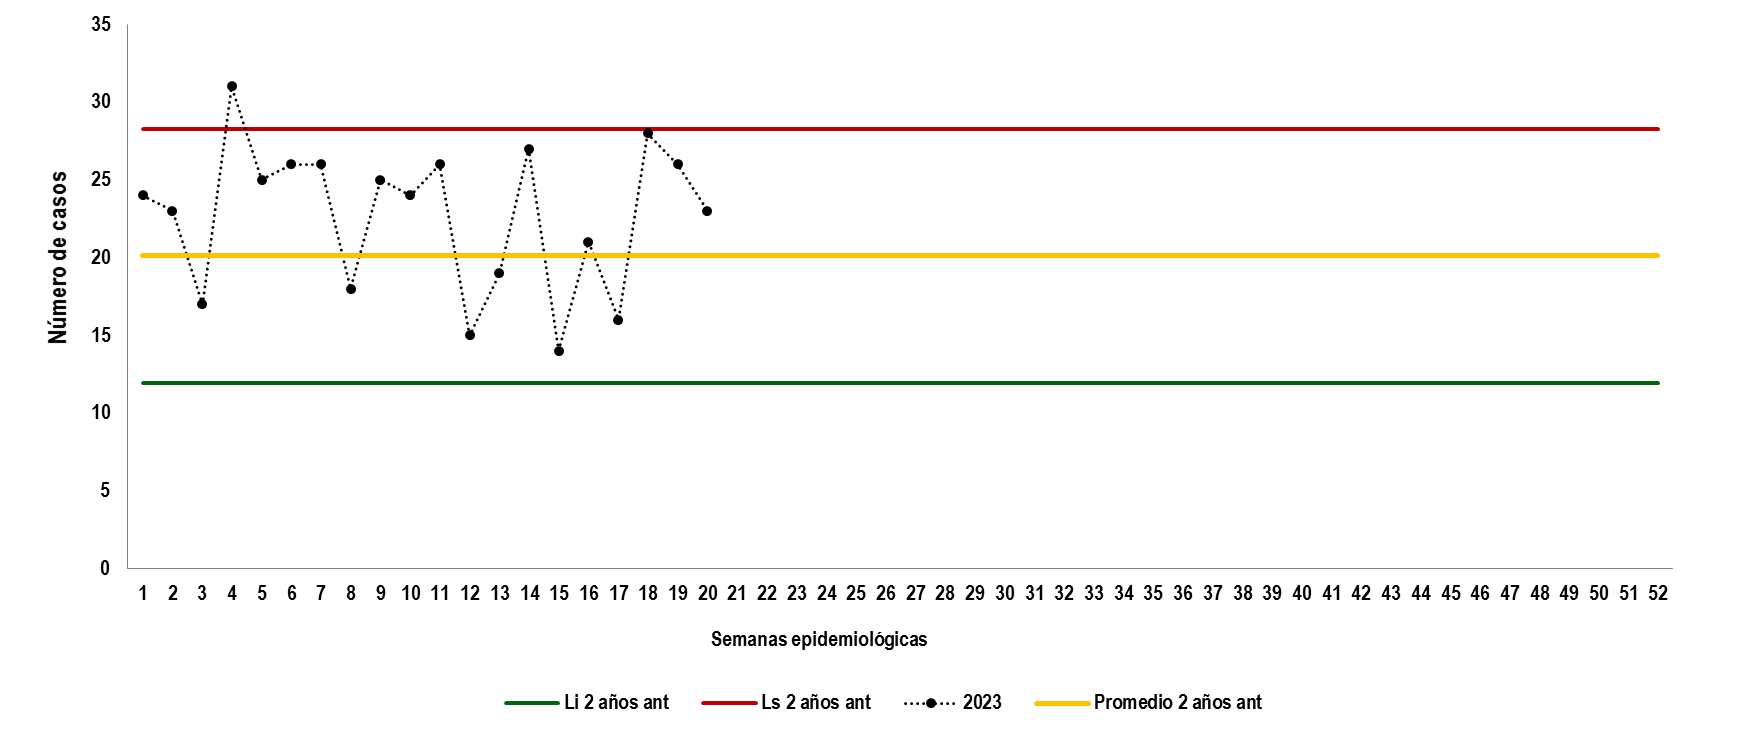 35
30
25
20
15
10
5
0
Número de casos
1 2 3 4 5 6 7 8 9 10 11 12 13 14 15 16 17 18 19 20 21 22 23 24 25 26 27 28 29 30 31 32 33 34 35 36 37 38 39 40 41 42 43 44 45 46 47 48 49 50 51 52
Semanas epidemiológicas
Li 2 años ant Ls 2 años ant 2023 Promedio 2 años ant